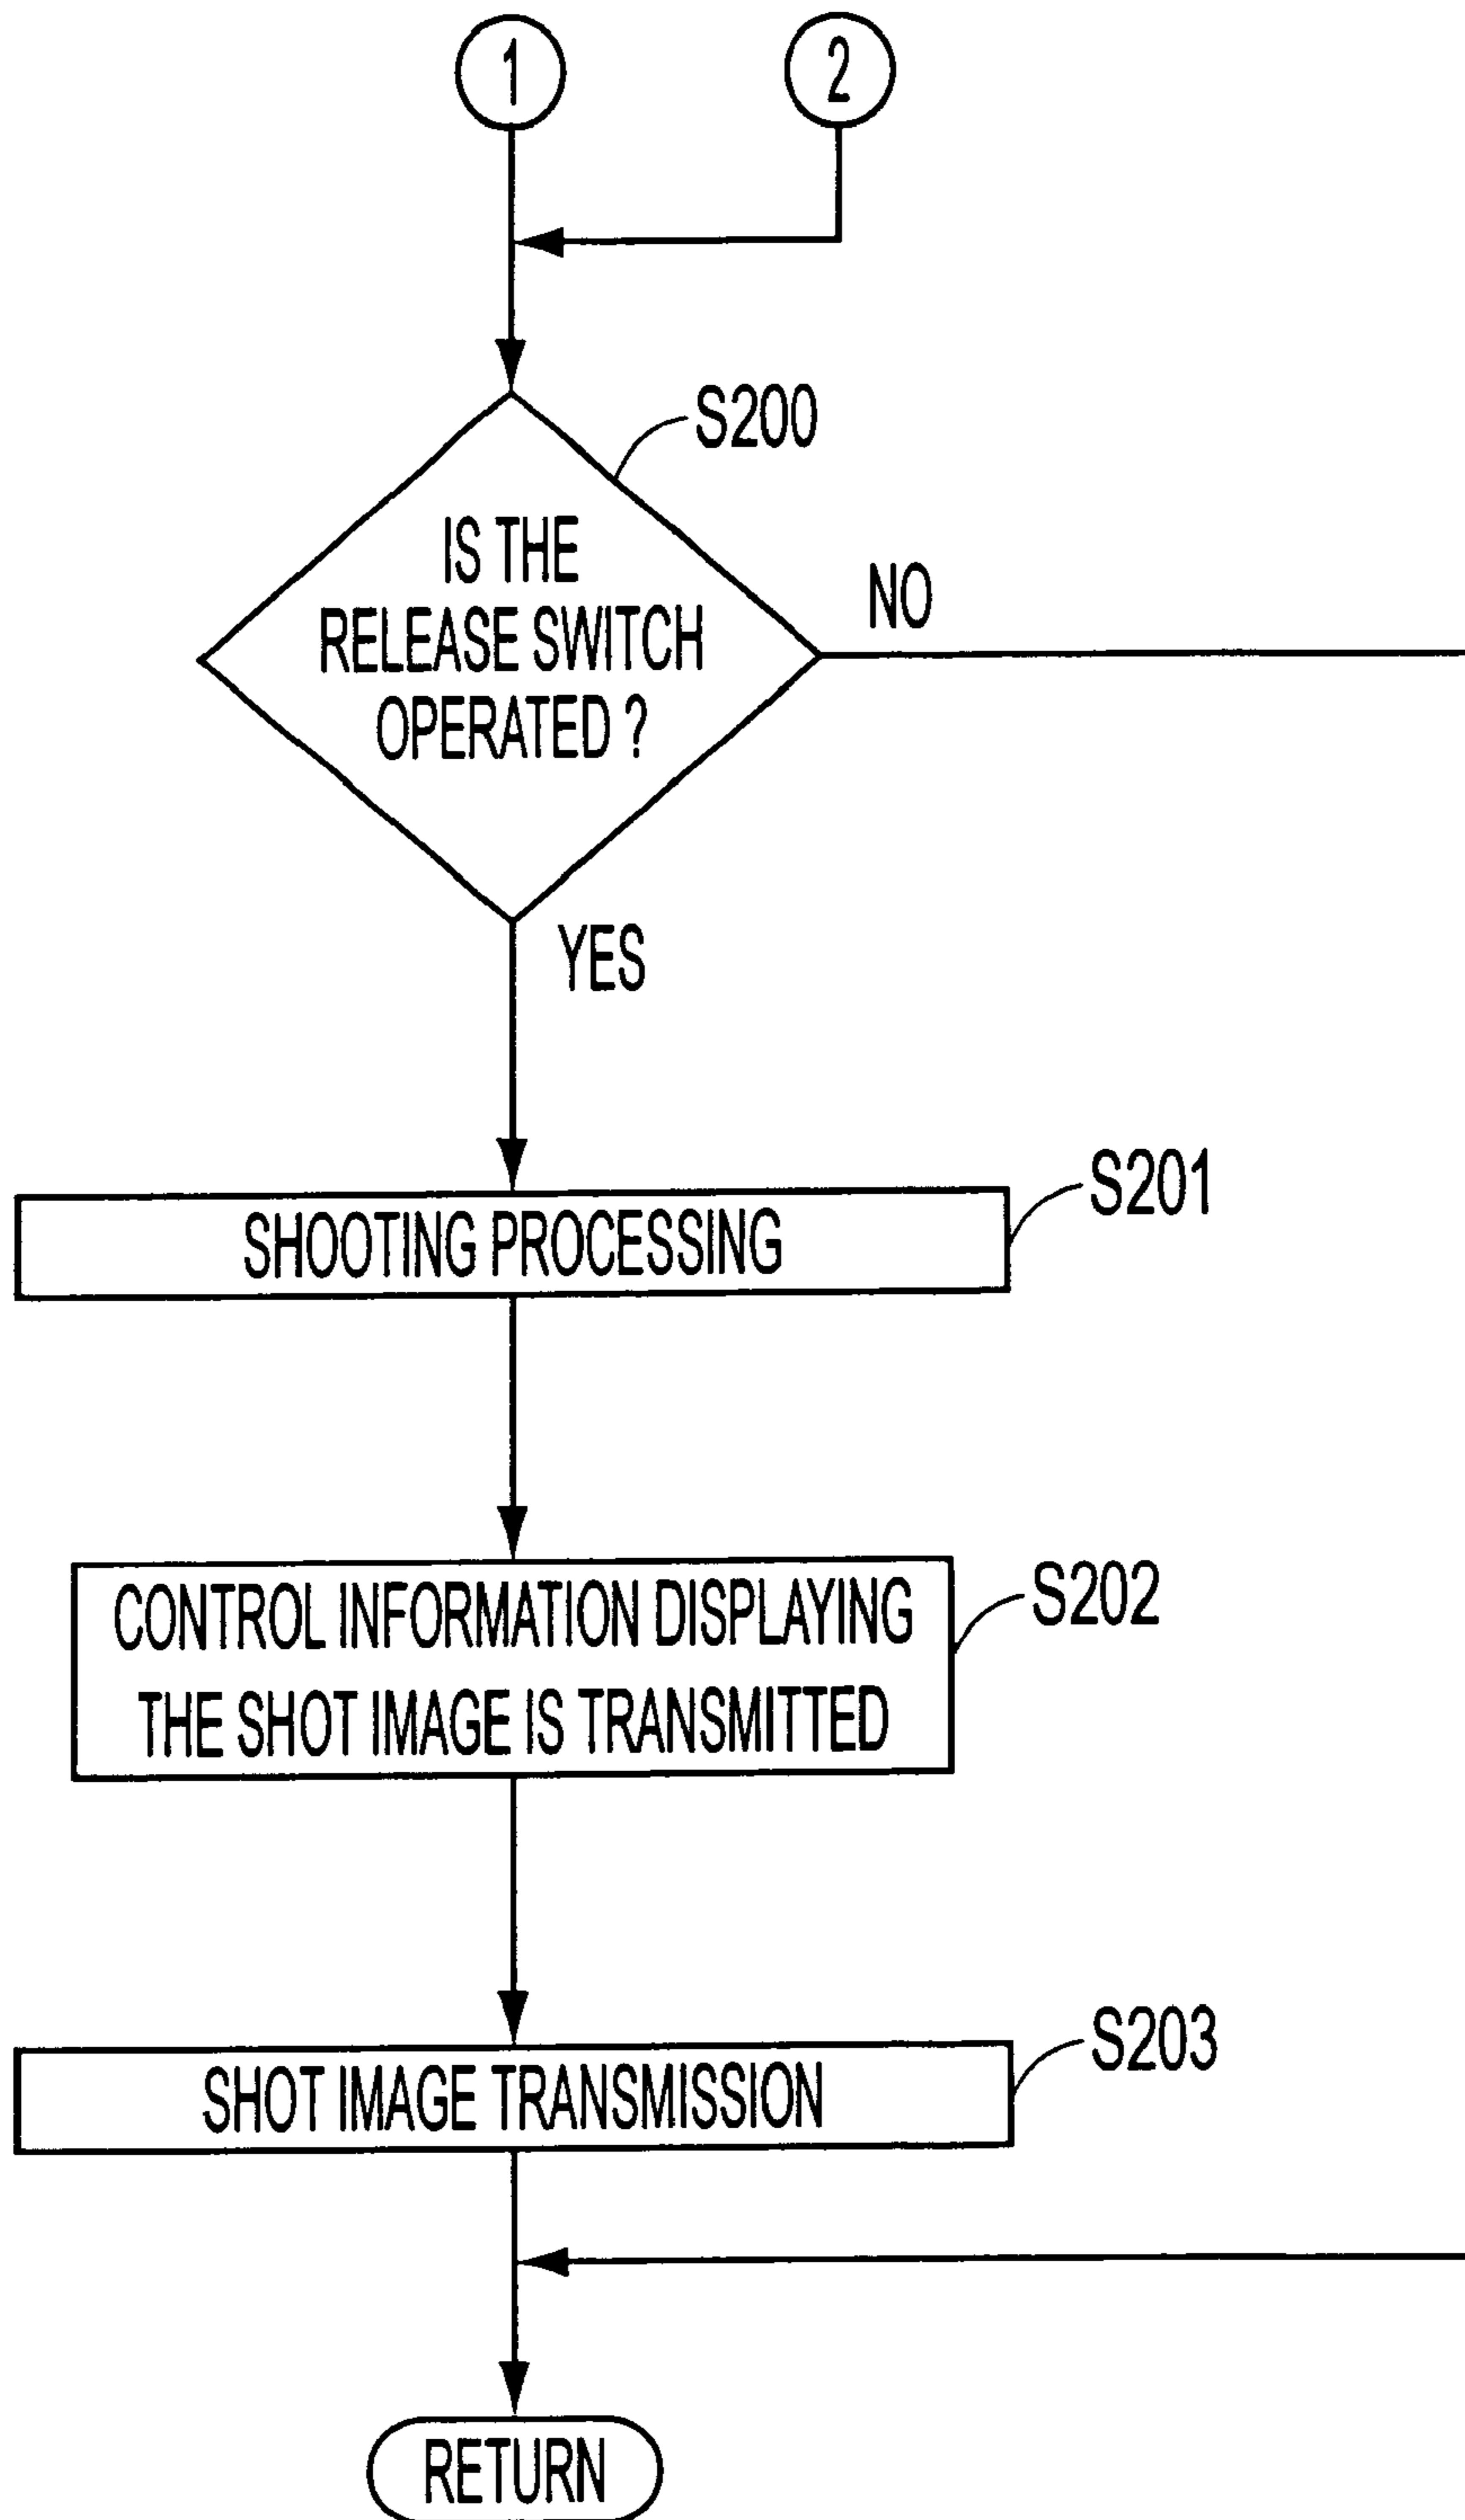 1
2
S200
IS THE
RELEASE SWITCH
OPERATED ?
NO
YES
S201
SHOOTING PROCESSING
S202
CONTROL INFORMATION DISPLAYING
THE SHOT IMAGE IS TRANSMITTED
S203
SHOT IMAGE TRANSMISSION
RETURN